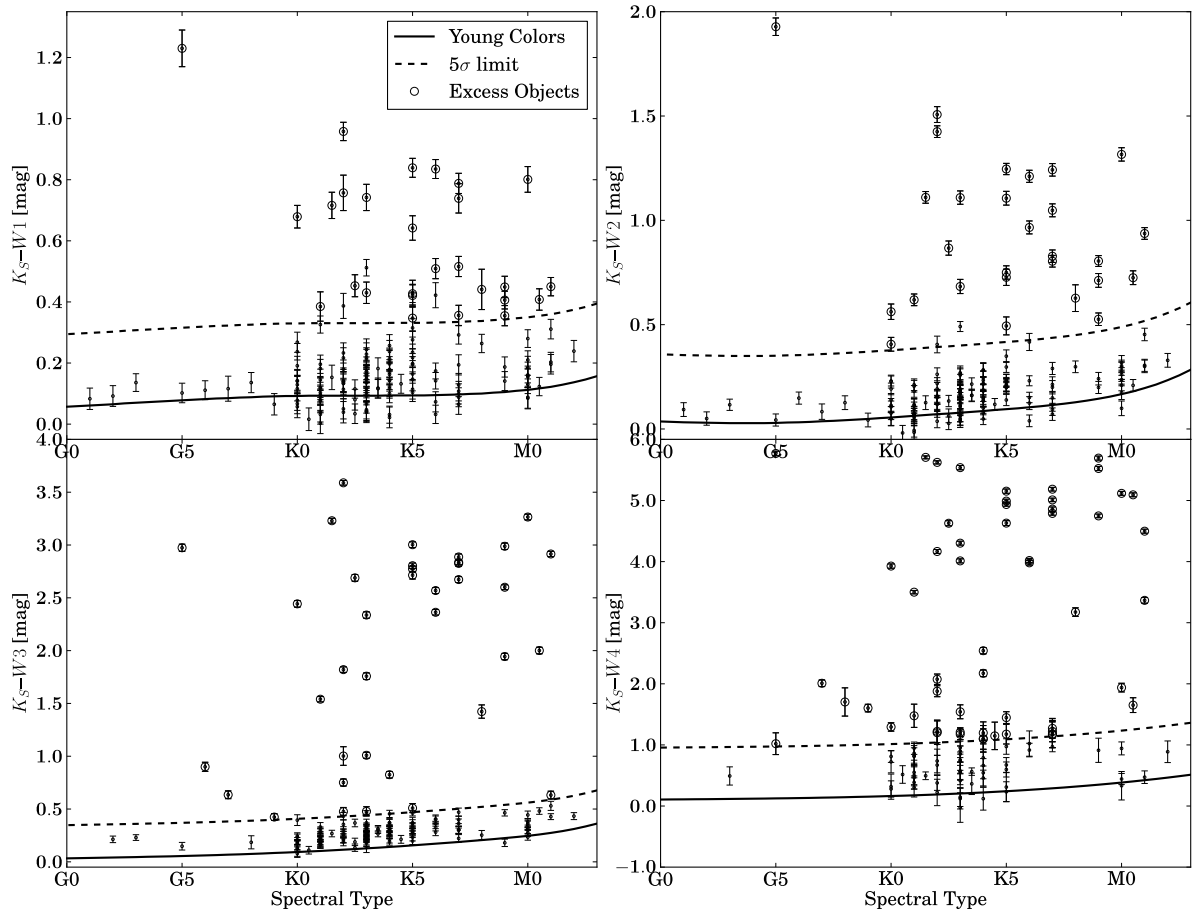 1.2
1.0
0.8
0.6
0.4
0.2
0.0
K_S−W1 [mag]
Young Colors
5σ limit
Excess Objects
G0 G5 K0 K5 M0
2.0
1.5
1.0
0.5
0.0
K_S−W2 [mag]
G0 G5 K0 K5 M0
4.0
3.5
3.0
2.5
2.0
1.5
1.0
0.5
0.0
K_S−W3 [mag]
G0 G5 K0 K5 M0
Spectral Type
6.0
5.0
4.0
3.0
2.0
1.0
0.0
−1.0
K_S−W4 [mag]
G0 G5 K0 K5 M0
Spectral Type